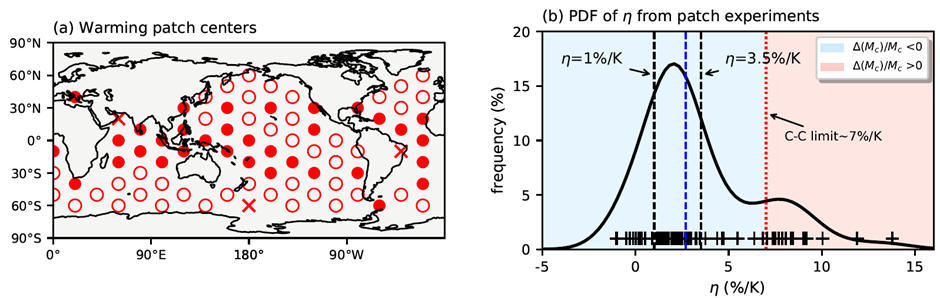 (a) Warming patch centers
90°N
60°N
30°N
0°
30°S
60°S
90°S
0°
90°E
180°
90°W
(b) PDF of η from patch experiments
frequency (%)
20
15
10
5
0
η=1%/K
η=3.5%/K
Δ(Mc)/Mc <0
Δ(Mc)/Mc >0
C-C limit~7%/K
-5
0
5
10
15
η (%/K)